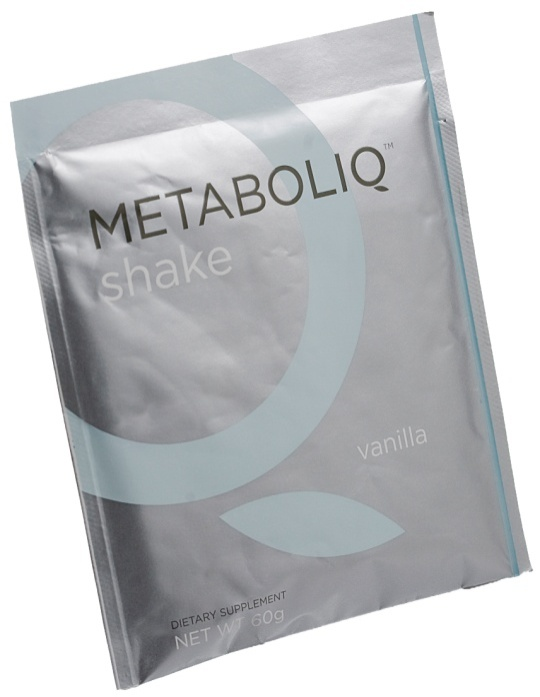 METABOLIQ™
shake
vanilla
DIETARY SUPPLEMENT
NET WT 60g